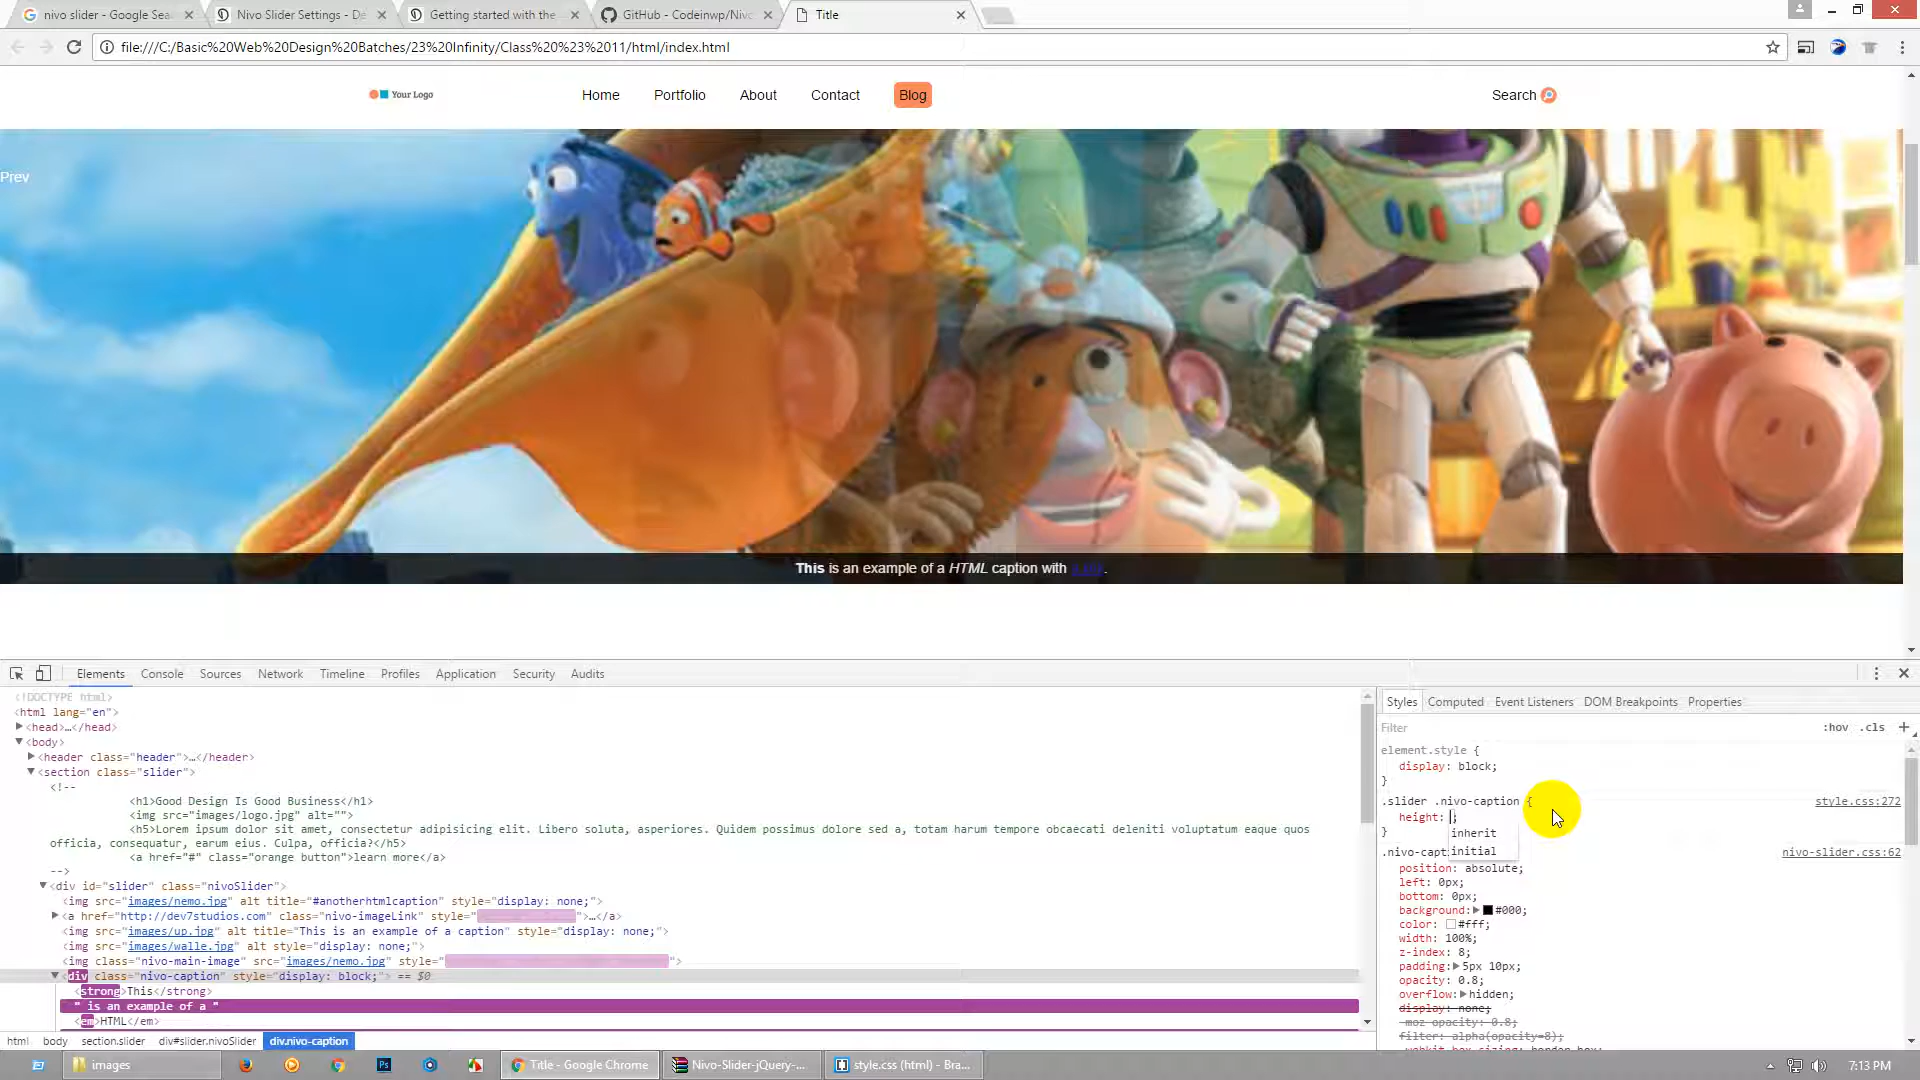 nivo slider - Google Sea
Nivo Slider Settings - De
Getting started with the
GitHub - Codeinwp/Nivo
Title
file:///C:/Basic%20Web%20Design%20Batches/23%20Infinity/Class%20%23%2011/html/index.html
Your Logo
Home
Portfolio
About
Contact
Blog
Search
Prev
This is an example of a HTML caption with .
Elements
Console
Sources
Network
Timeline
Profiles
Application
Security
Audits
<!DOCTYPE html>
<html lang="en">
<head>…</head>
<body>
<header class="header">…</header>
<section class="slider">
<!--
<h1>Good Design Is Good Business</h1>
<img src="images/logo.jpg" alt="">
<h5>Lorem ipsum dolor sit amet, consectetur adipisicing elit. Libero soluta, asperiores. Quidem possimus dolore sed a, totam harum tempore obcaecati deleniti voluptatum eaque quos
officia, consequatur, earum eius. Culpa, officia?</h5>
<a href="#" class="orange button">learn more</a>
-->
<div id="slider" class="nivoSlider">
<img src="images/nemo.jpg" alt title="#anotherhtmlcaption" style="display: none;">
<a href="http://dev7studios.com" class="nivo-imageLink" style=" ">…</a>
<img src="images/up.jpg" alt title="This is an example of a caption" style="display: none;">
<img src="images/walle.jpg" alt style="display: none;">
<img class="nivo-main-image" src="images/nemo.jpg" style=" ">
<div class="nivo-caption" style="display: block;"> == $0
<strong>This</strong>
" is an example of a "
<em>HTML</em>
html
body
section.slider
div#slider.nivoSlider
div.nivo-caption
Styles
Computed
Event Listeners
DOM Breakpoints
Properties
Filter
:hov
.cls
+
element.style {
display: block;
}
.slider .nivo-caption {
style.css:272
height: ;
inherit
}
initial
.nivo-capti
nivo-slider.css:62
position: absolute;
left: 0px;
bottom: 0px;
background: #000;
color: #fff;
width: 100%;
z-index: 8;
padding: 5px 10px;
opacity: 0.8;
overflow: hidden;
display: none;
-moz-opacity: 0.8;
filter: alpha(opacity=8);
-webkit-box-sizing: border-box;
images
Title - Google Chrome
Nivo-Slider-jQuery-...
style.css (html) - Bra...
7:13 PM